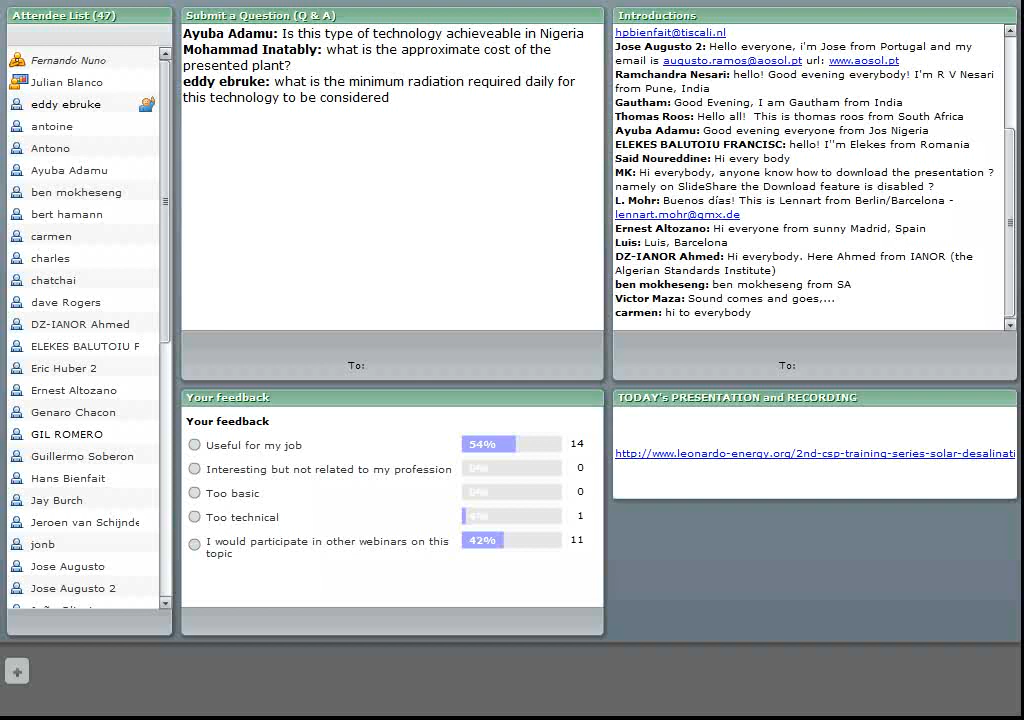 Attendee List (47)
Fernando Nuno
Julian Blanco
eddy ebruke
antoine
Antono
Ayuba Adamu
ben mokheseng
bert hamann
carmen
charles
chatchai
dave Rogers
DZ-IANOR Ahmed
ELEKES BALUTOIU F
Eric Huber 2
Ernest Altozano
Genaro Chacon
GIL ROMERO
Guillermo Soberon
Hans Bienfait
Jay Burch
Jeroen van Schijnde
jonb
Jose Augusto
Jose Augusto 2
Submit a Question (Q & A)
Ayuba Adamu: Is this type of technology achieveable in Nigeria
Mohammad Inatably: what is the approximate cost of the
presented plant?
eddy ebruke: what is the minimum radiation required daily for
this technology to be considered
To:
Introductions
hpbienfait@tiscali.nl
Jose Augusto 2: Hello everyone, i'm Jose from Portugal and my
email is augusto.ramos@aosol.pt url: www.aosol.pt
Ramchandra Nesari: hello! Good evening everybody! I'm R V Nesari
from Pune, India
Gautham: Good Evening, I am Gautham from India
Thomas Roos: Hello all! This is thomas roos from South Africa
Ayuba Adamu: Good evening everyone from Jos Nigeria
ELEKES BALUTOIU FRANCISC: hello! I"m Elekes from Romania
Said Noureddine: Hi every body
MK: Hi everybody, anyone know how to download the presentation ?
namely on SlideShare the Download feature is disabled ?
L. Mohr: Buenos días! This is Lennart from Berlin/Barcelona -
lennart.mohr@gmx.de
Ernest Altozano: Hi everyone from sunny Madrid, Spain
Luis: Luis, Barcelona
DZ-IANOR Ahmed: Hi everybody. Here Ahmed from IANOR (the
Algerian Standards Institute)
ben mokheseng: ben mokheseng from SA
Victor Maza: Sound comes and goes,...
carmen: hi to everybody
To:
Your feedback
Your feedback
Useful for my job 54% 14
Interesting but not related to my profession 0% 0
Too basic 0% 0
Too technical 4% 1
I would participate in other webinars on this 42% 11
topic
TODAY's PRESENTATION and RECORDING
http://www.leonardo-energy.org/2nd-csp-training-series-solar-desalinati